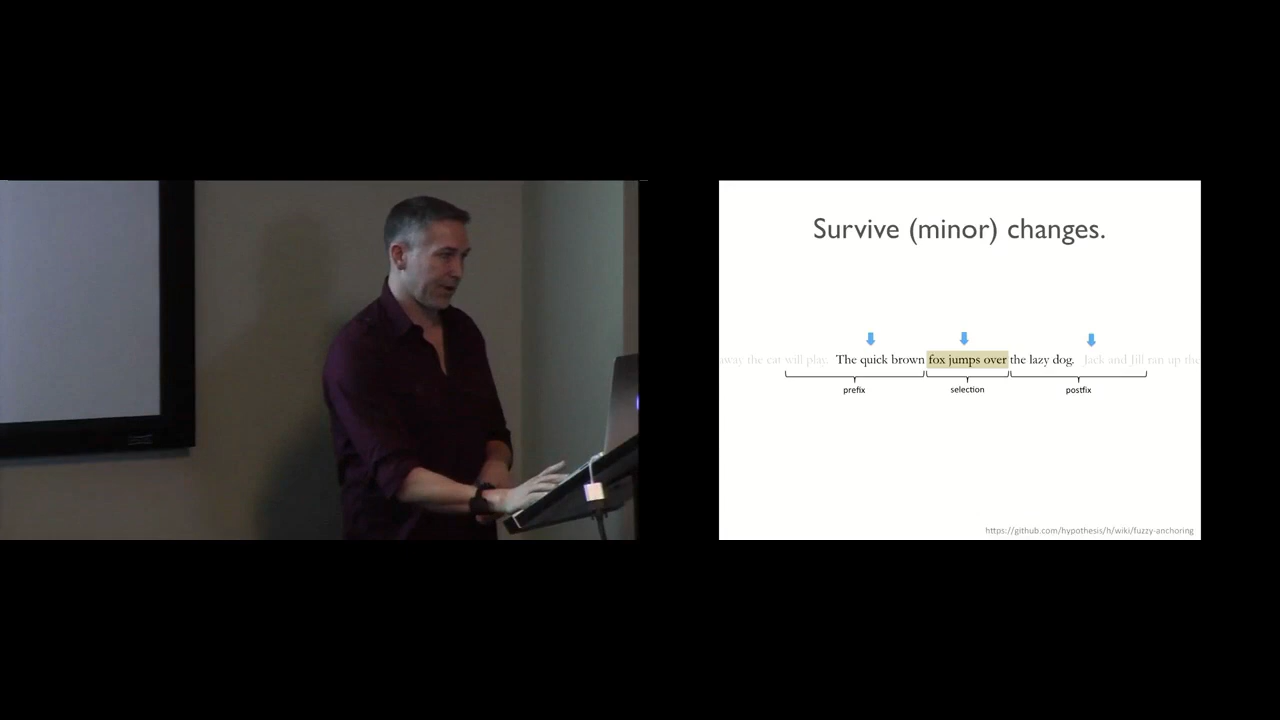 Survive (minor) changes.
away the cat will play. The quick brown fox jumps over the lazy dog. Jack and Jill ran up the
prefix selection postfix
https://github.com/hypothesis/h/wiki/fuzzy-anchoring